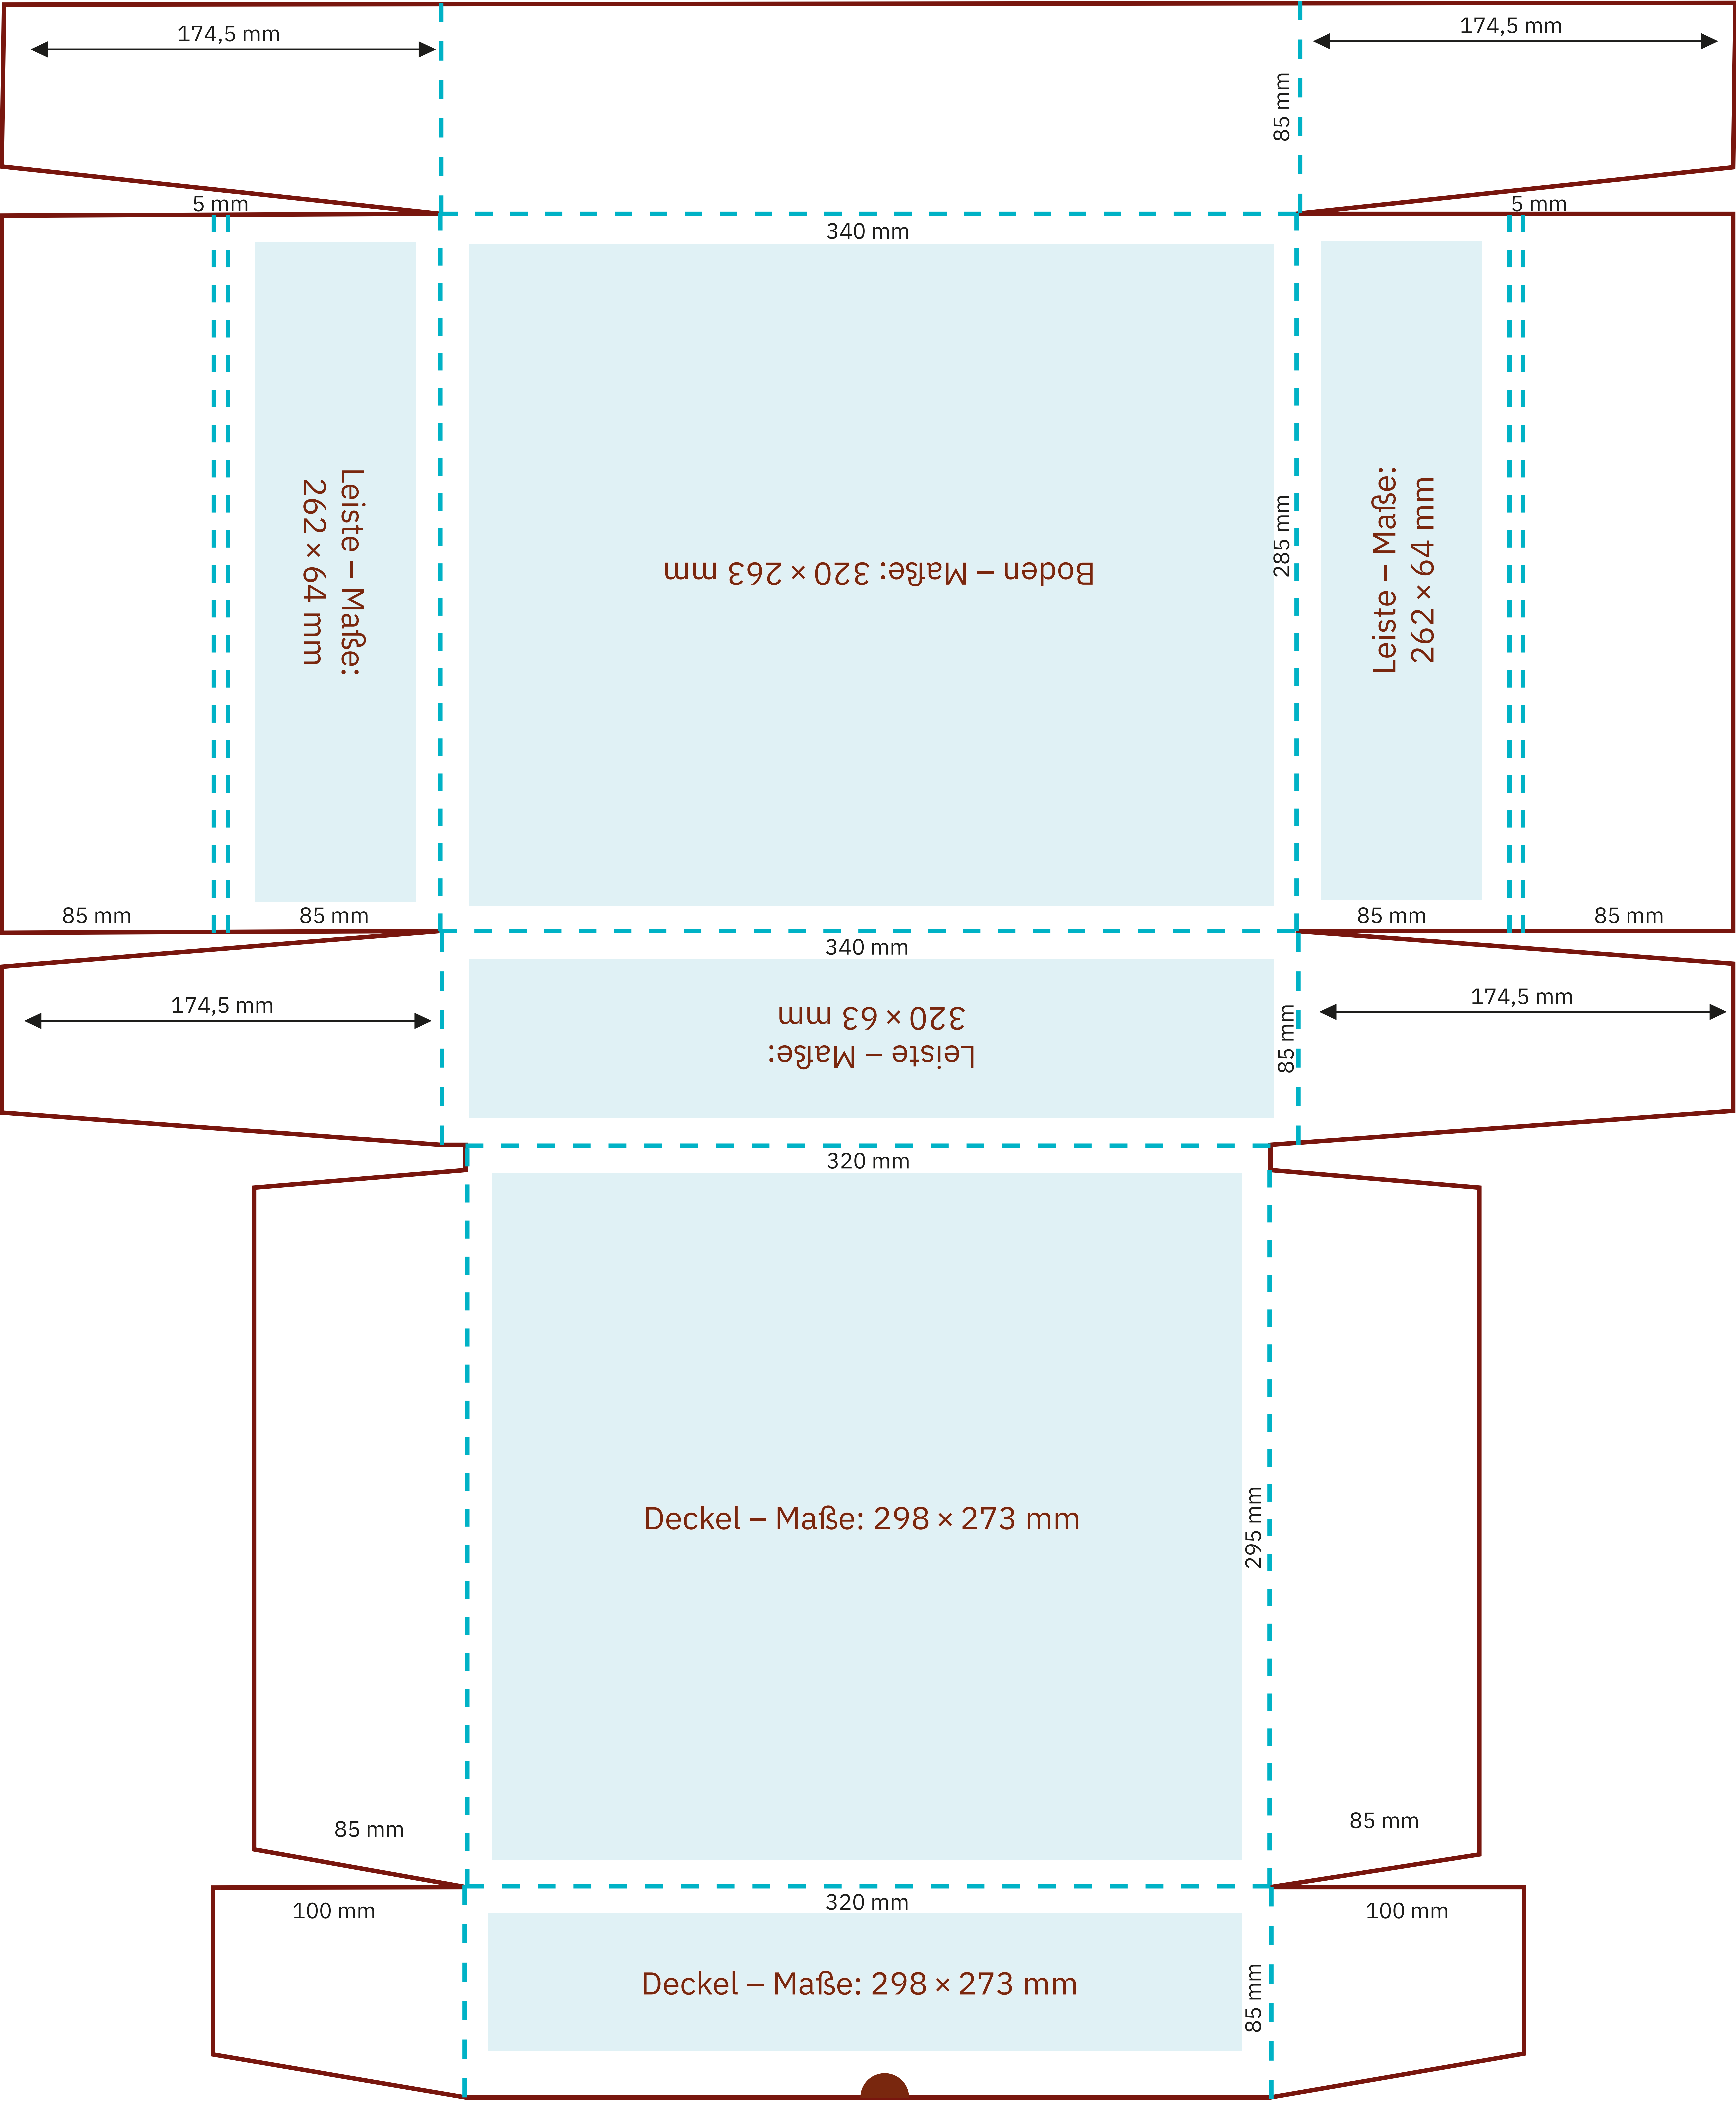 174,5 mm
174,5 mm
85 mm
5 mm
5 mm
340 mm
Leiste – Maße:
262 × 64 mm
Boden – Maße: 320 × 263 mm
285 mm
Leiste – Maße:
262 × 64 mm
85 mm
85 mm
85 mm
85 mm
340 mm
174,5 mm
Leiste – Maße:
320 × 63 mm
85 mm
174,5 mm
320 mm
Deckel – Maße: 298 × 273 mm
295 mm
85 mm
85 mm
320 mm
100 mm
100 mm
Deckel – Maße: 298 × 273 mm
85 mm